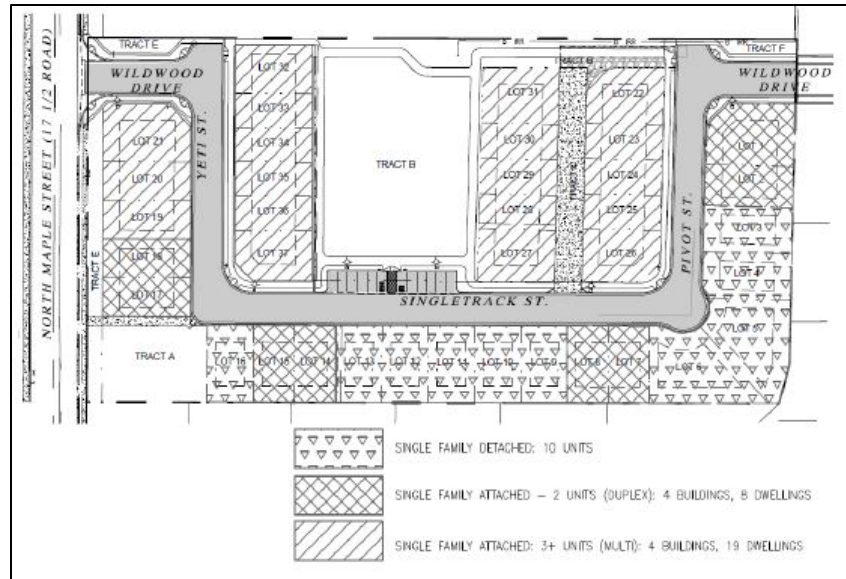 TRACT E
TRACT F
WILDWOOD
DRIVE
WILDWOOD
DRIVE
NORTH MAPLE STREET (17 1/2 ROAD)
YETI ST.
PIVOT ST.
SINGLETRACK ST.
LOT 32
LOT 33
LOT 34
LOT 35
LOT 36
LOT 37
TRACT B
LOT 31
LOT 30
LOT 29
LOT 28
LOT 27
LOT 22
LOT 23
LOT 24
LOT 25
LOT 26
LOT 21
LOT 20
LOT 19
LOT 17
TRACT E
TRACT A
LOT 1
LOT 2
LOT 3
LOT 4
LOT 5
LOT 6
LOT 16
LOT 15
LOT 14
LOT 13
LOT 12
LOT 11
LOT 10
LOT 9
LOT 8
LOT 7
SINGLE FAMILY DETACHED: 10 UNITS
SINGLE FAMILY ATTACHED – 2 UNITS (DUPLEX): 4 BUILDINGS, 8 DWELLINGS
SINGLE FAMILY ATTACHED: 3+ UNITS (MULTI): 4 BUILDINGS, 19 DWELLINGS